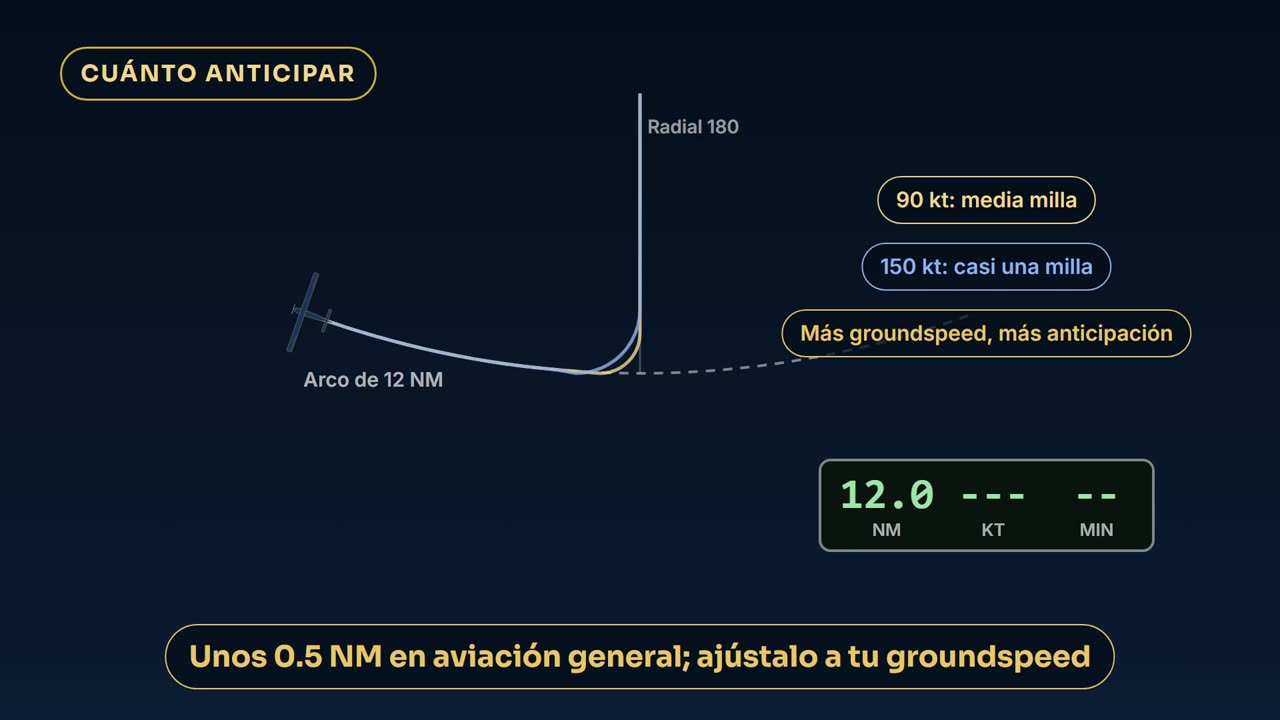 CUÁNTO ANTICIPAR
Radial 180
90 kt: media milla
150 kt: casi una milla
Más groundspeed, más anticipación
Arco de 12 NM
12.0 --- --
NM KT MIN
Unos 0.5 NM en aviación general; ajústalo a tu groundspeed